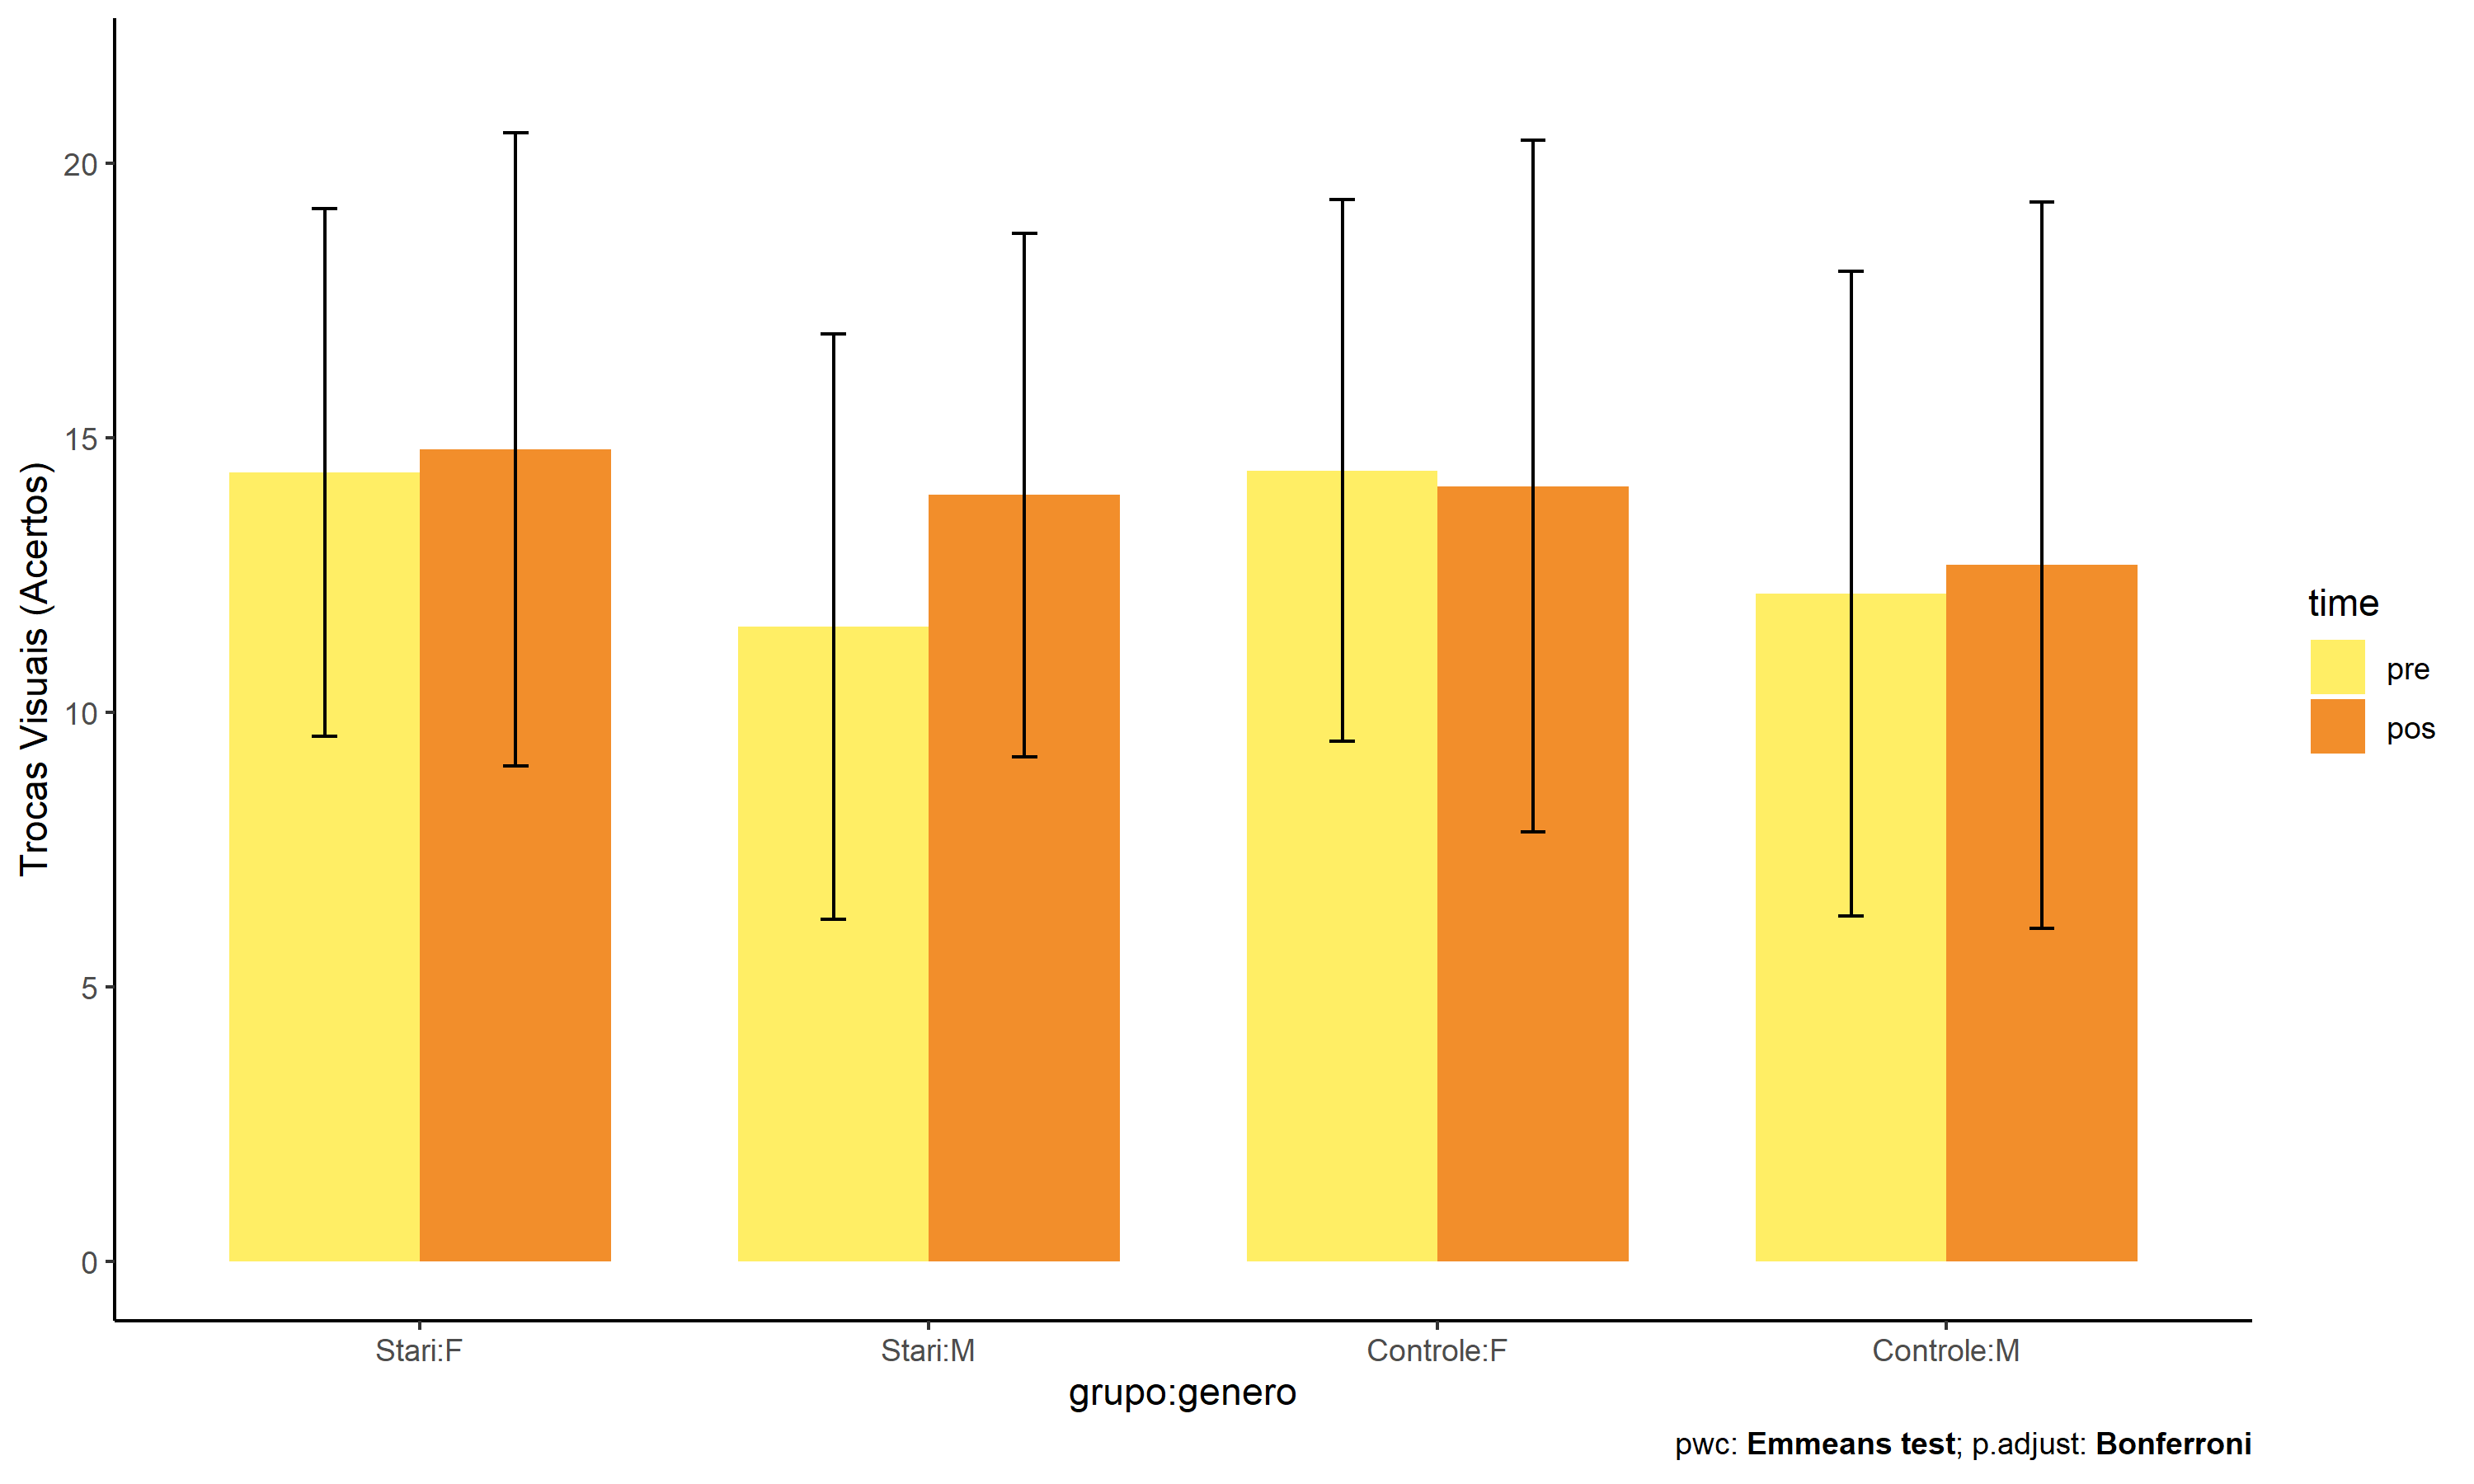 Trocas Visuais (Acertos)
20
15
10
5
0
Stari:F
Stari:M
Controle:F
Controle:M
grupo:genero
time
pre
pos
pwc: Emmeans test; p.adjust: Bonferroni